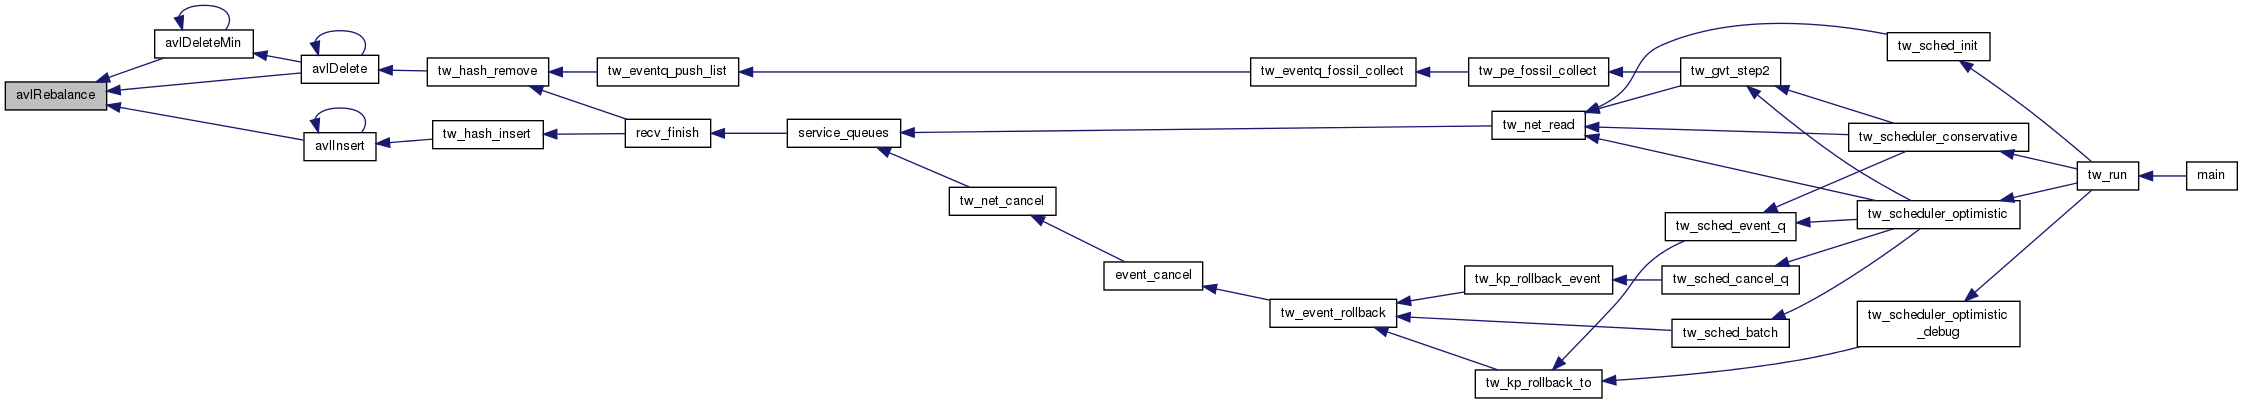 avlRebalance
avlDeleteMin
avlDelete
avlInsert
tw_hash_remove
tw_hash_insert
tw_eventq_push_list
recv_finish
service_queues
tw_net_cancel
event_cancel
tw_eventq_fossil_collect
tw_event_rollback
tw_pe_fossil_collect
tw_net_read
tw_kp_rollback_event
tw_kp_rollback_to
tw_gvt_step2
tw_sched_event_q
tw_sched_cancel_q
tw_sched_batch
tw_sched_init
tw_scheduler_conservative
tw_scheduler_optimistic
tw_scheduler_optimistic
_debug
tw_run
main